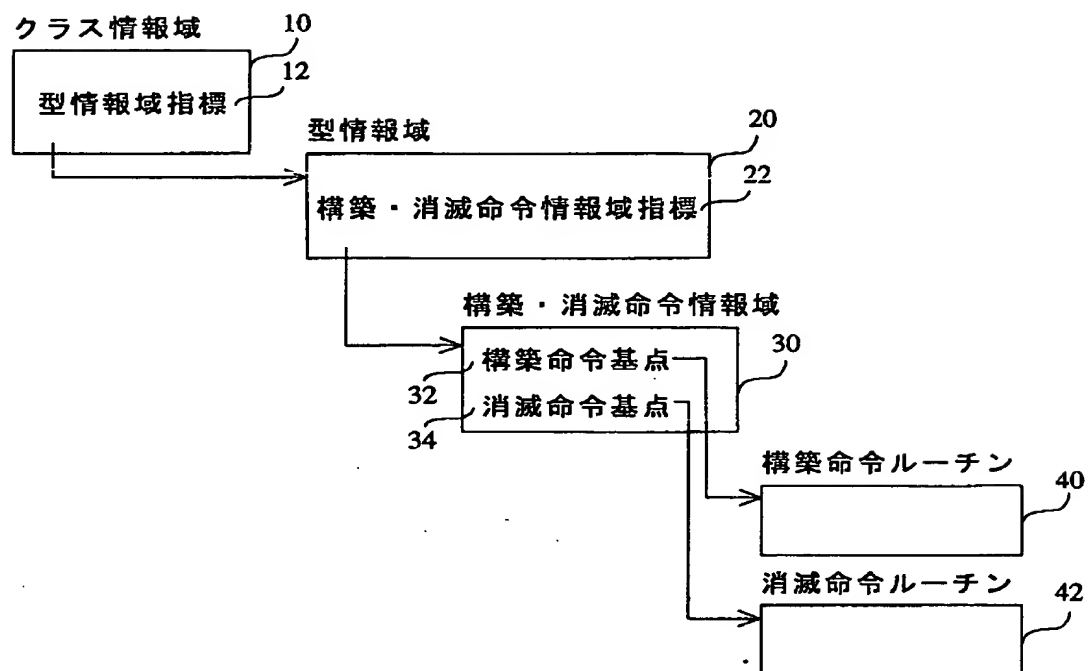 クラス情報域
10
型情報域指標
12
型情報域
20
構築・消滅命令情報域指標
22
構築・消滅命令情報域
30
構築命令基点
32
消滅命令基点
34
構築命令ルーチン
40
消滅命令ルーチン
42